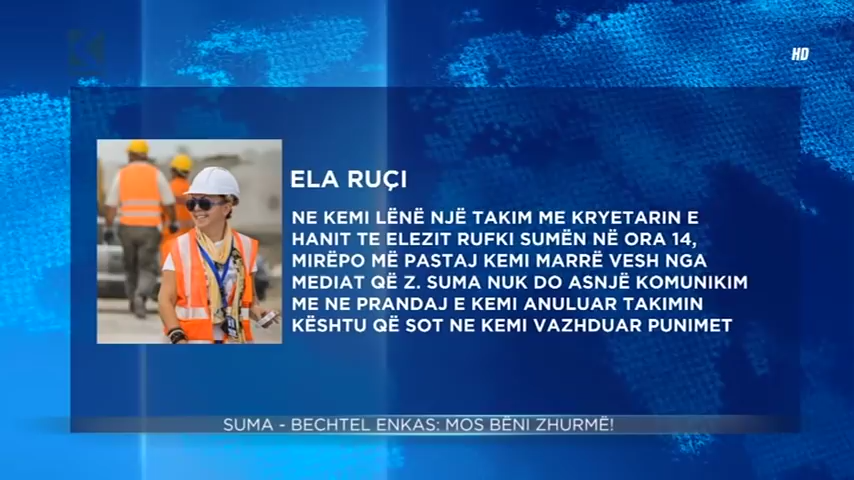 HD
ELA RUÇI
NE KEMI LËNË NJË TAKIM ME KRYETARIN E
HANIT TE ELEZIT RUFKI SUMËN NË ORA 14,
MIRËPO MË PASTAJ KEMI MARRË VESH NGA
MEDIAT QË Z. SUMA NUK DO ASNJË KOMUNIKIM
ME NE PRANDAJ E KEMI ANULUAR TAKIMIN
KËSHTU QË SOT NE KEMI VAZHDUAR PUNIMET
SUMA - BECHTEL ENKAS: MOS BËNI ZHURMË!